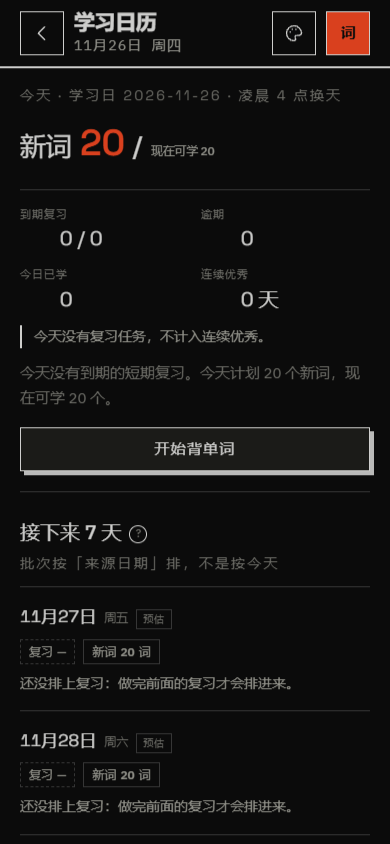 学习日历
11月26日 周四
词
今天 · 学习日 2026-11-26 · 凌晨 4 点换天
新词 20 / 现在可学 20
到期复习 逾期
0 / 0 0
今日已学 连续优秀
0 0 天
今天没有复习任务，不计入连续优秀。
今天没有到期的短期复习。今天计划 20 个新词，现
在可学 20 个。
开始背单词
接下来 7 天 ?
批次按「来源日期」排，不是按今天
11月27日 周五 预估
复习 — 新词 20 词
还没排上复习：做完前面的复习才会排进来。
11月28日 周六 预估
复习 — 新词 20 词
还没排上复习：做完前面的复习才会排进来。